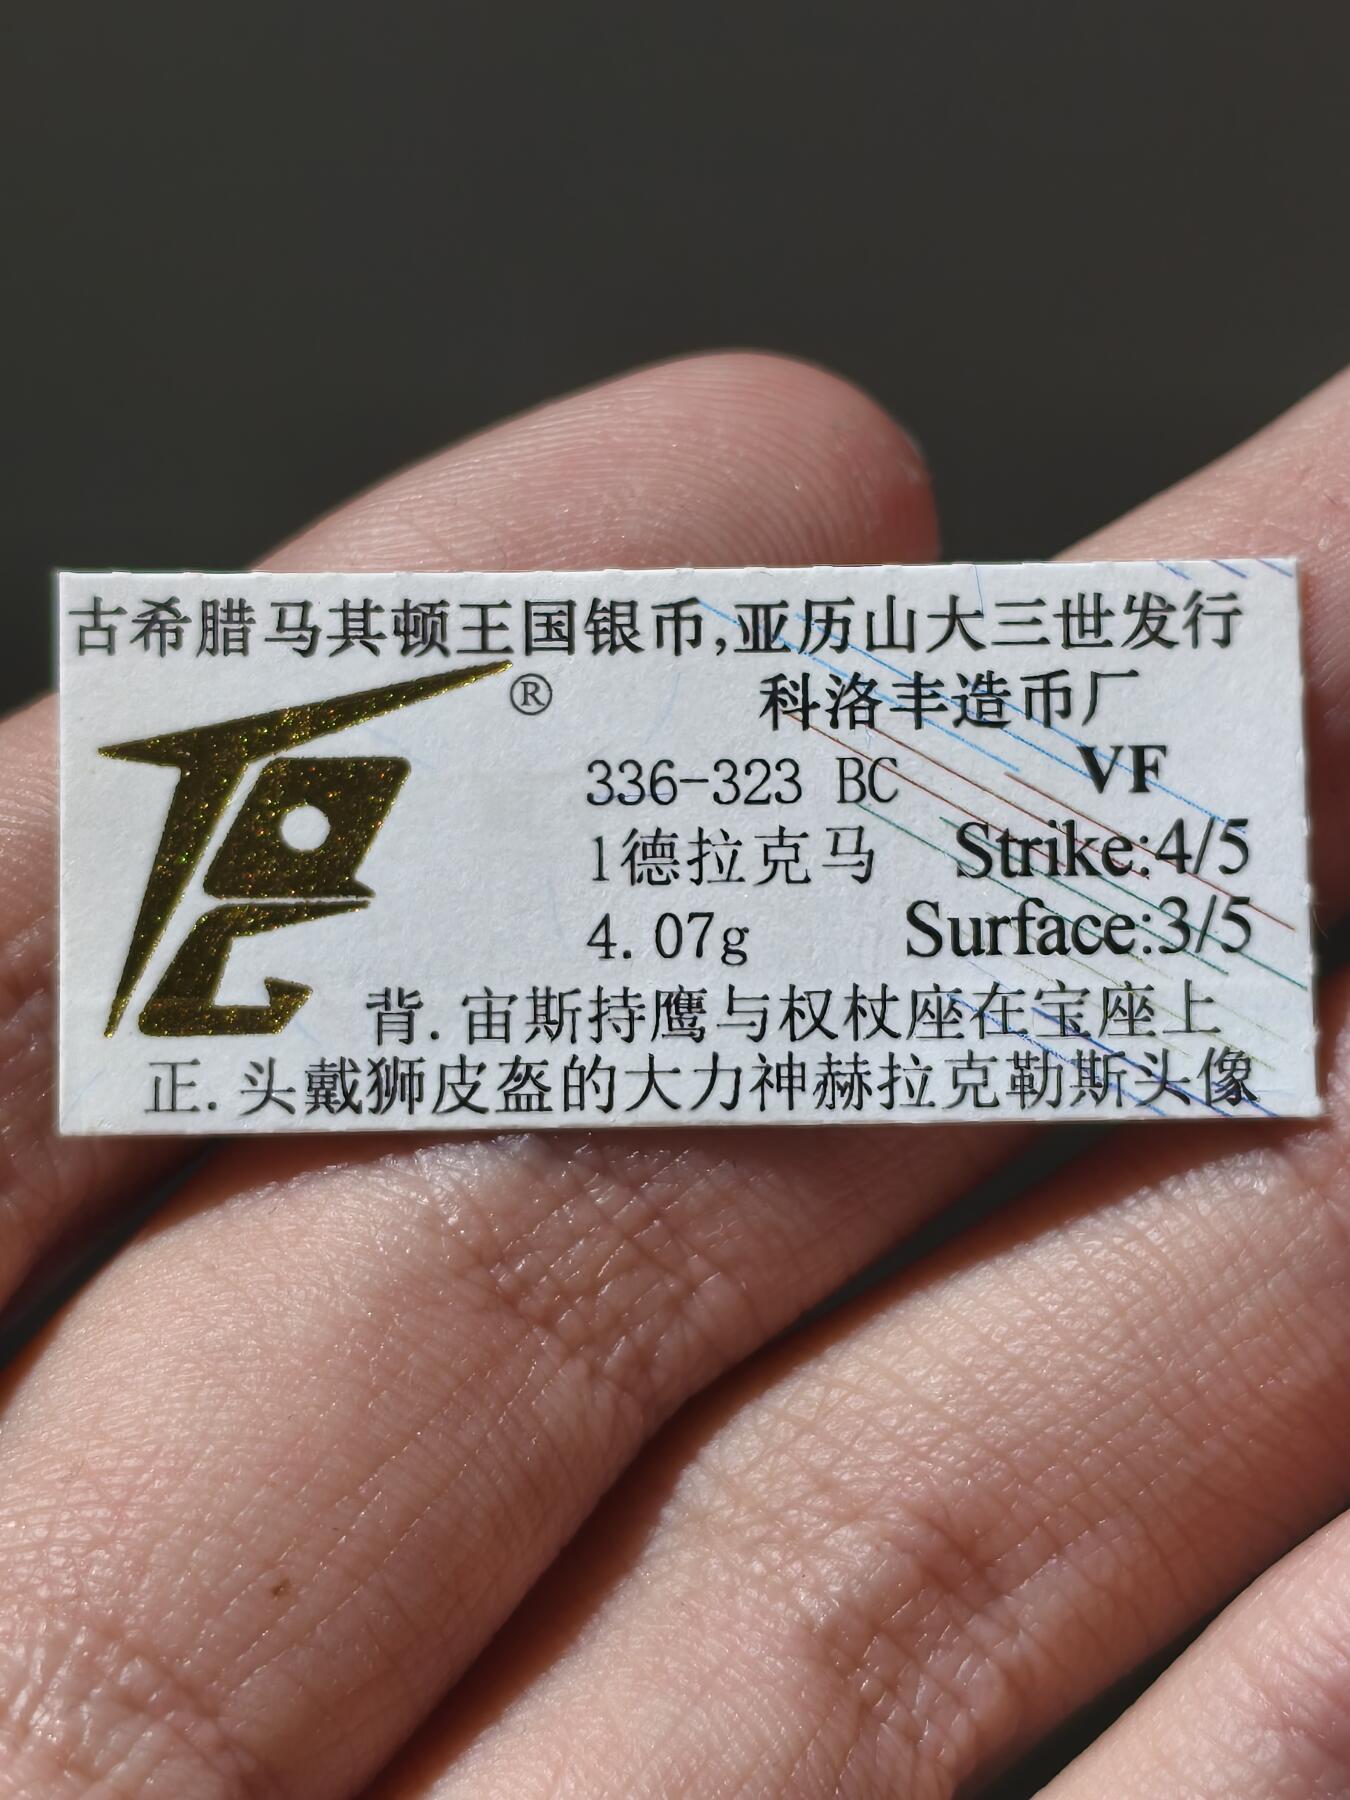 古希腊马其顿王国银币,亚历山大三世发行
®
科洛丰造币厂
336-323 BC VF
1德拉克马 Strike:4/5
4.07g Surface:3/5
背.宙斯持鹰与权杖座在宝座上
正.头戴狮皮盔的大力神赫拉克勒斯头像